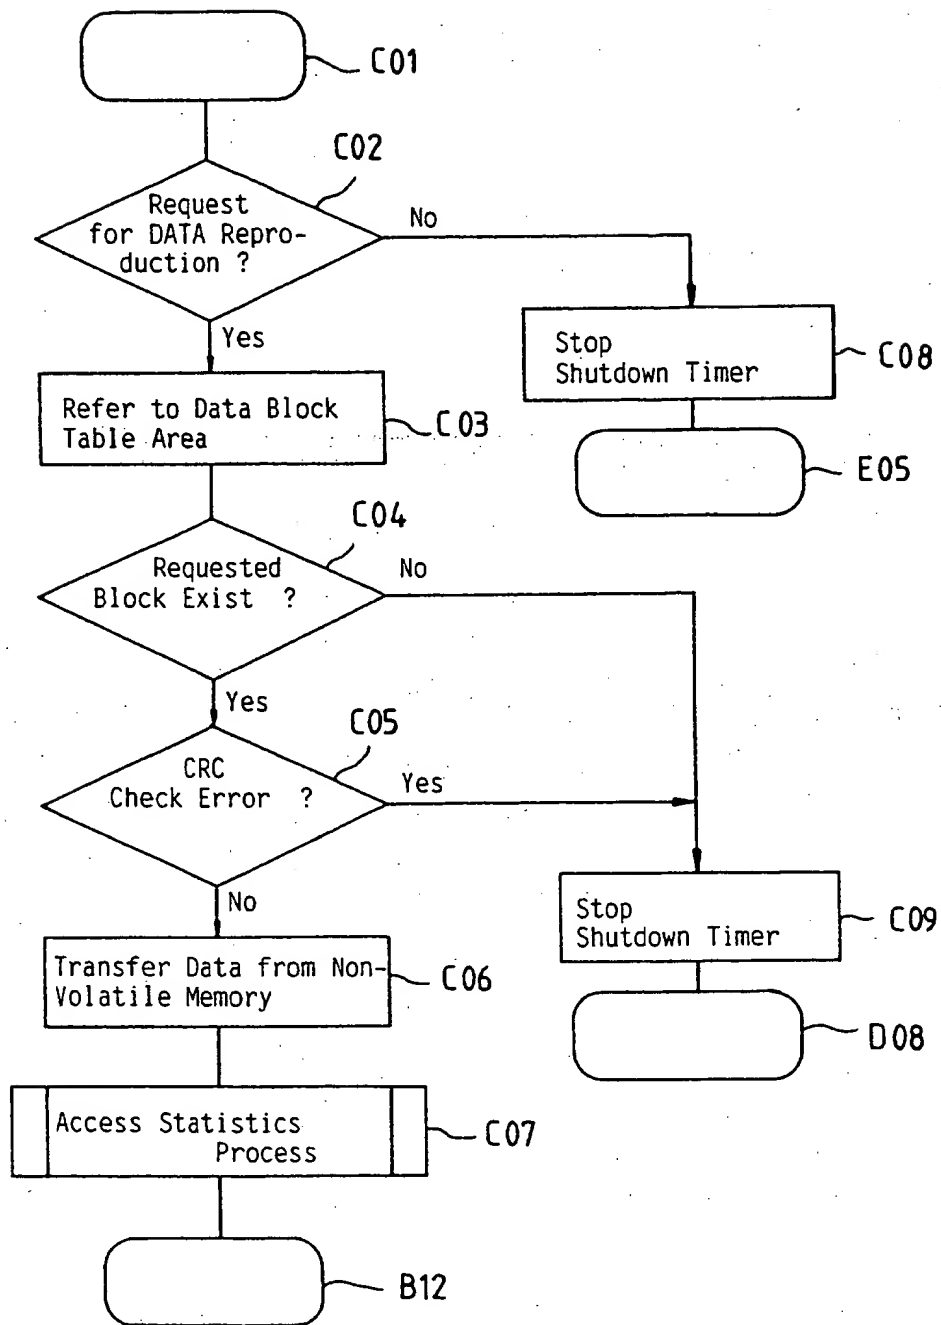 C01
C02
Request
for DATA Repro-
duction ?
No
Yes
Stop
Shutdown Timer
C08
Refer to Data Block
Table Area
C03
E05
C04
Requested
Block Exist ?
No
Yes
C05
CRC
Check Error ?
Yes
No
Stop
Shutdown Timer
C09
Transfer Data from Non-
Volatile Memory
C06
D08
Access Statistics
Process
C07
B12